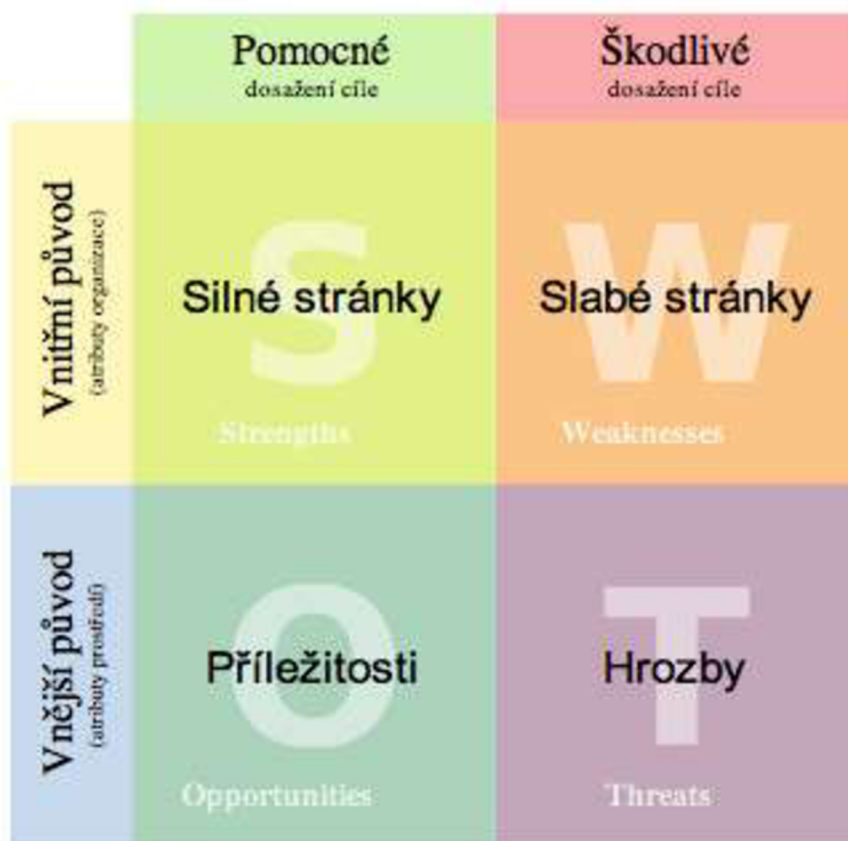 Pomocné
dosažení cíle
Škodlivé
dosažení cíle
Vnitřní původ
(atributy organizace)
S
Silné stránky
Strengths
W
Slabé stránky
Weaknesses
Vnější původ
(atributy prostředí)
O
Příležitosti
Opportunities
T
Hrozby
Threats